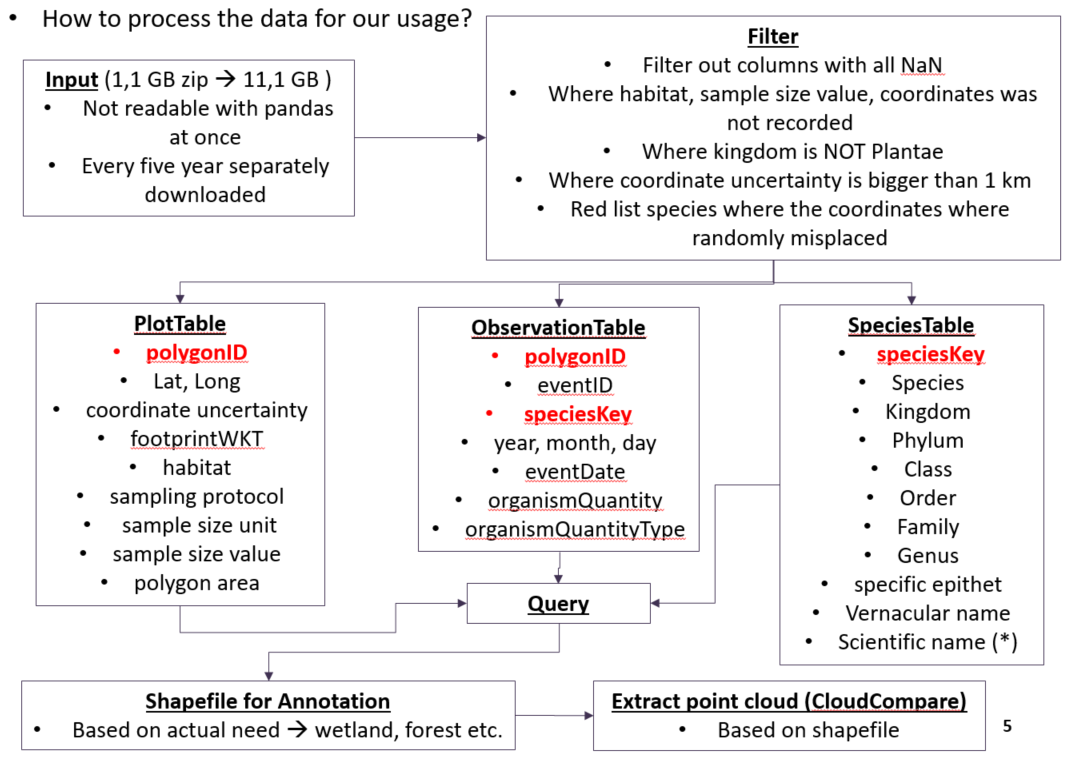 • How to process the data for our usage?
Input (1,1 GB zip → 11,1 GB )
• Not readable with pandas
at once
• Every five year separately
downloaded
Filter
• Filter out columns with all NaN
• Where habitat, sample size value, coordinates was
not recorded
• Where kingdom is NOT Plantae
• Where coordinate uncertainty is bigger than 1 km
• Red list species where the coordinates where
randomly misplaced
PlotTable
• polygonID
• Lat, Long
• coordinate uncertainty
• footprintWKT
• habitat
• sampling protocol
• sample size unit
• sample size value
• polygon area
ObservationTable
• polygonID
• eventID
• speciesKey
• year, month, day
• eventDate
• organismQuantity
• organismQuantityType
SpeciesTable
• speciesKey
• Species
• Kingdom
• Phylum
• Class
• Order
• Family
• Genus
• specific epithet
• Vernacular name
• Scientific name (*)
Query
Shapefile for Annotation
• Based on actual need → wetland, forest etc.
Extract point cloud (CloudCompare)
• Based on shapefile
5